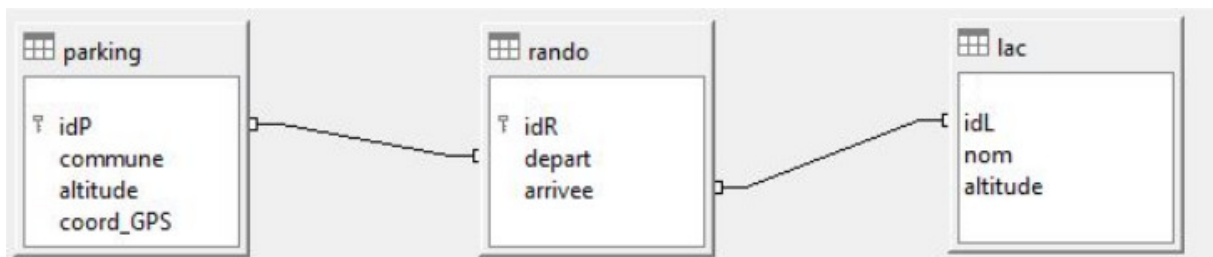 parking
idP
commune
altitude
coord_GPS
rando
idR
depart
arrivee
lac
idL
nom
altitude